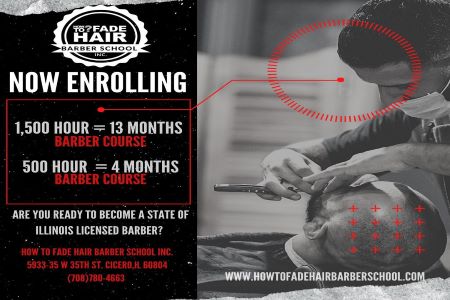 HOW TO? FADE
HAIR
BARBER SCHOOL
INC.
NOW ENROLLING
1,500 HOUR = 13 MONTHS
BARBER COURSE
500 HOUR = 4 MONTHS
BARBER COURSE
ARE YOU READY TO BECOME A STATE OF
ILLINOIS LICENSED BARBER?
HOW TO FADE HAIR BARBER SCHOOL INC.
5933-35 W 35TH ST. CICERO,IL 60804
(708)780-4663
WWW.HOWTOFADEHAIRBARBERSCHOOL.COM